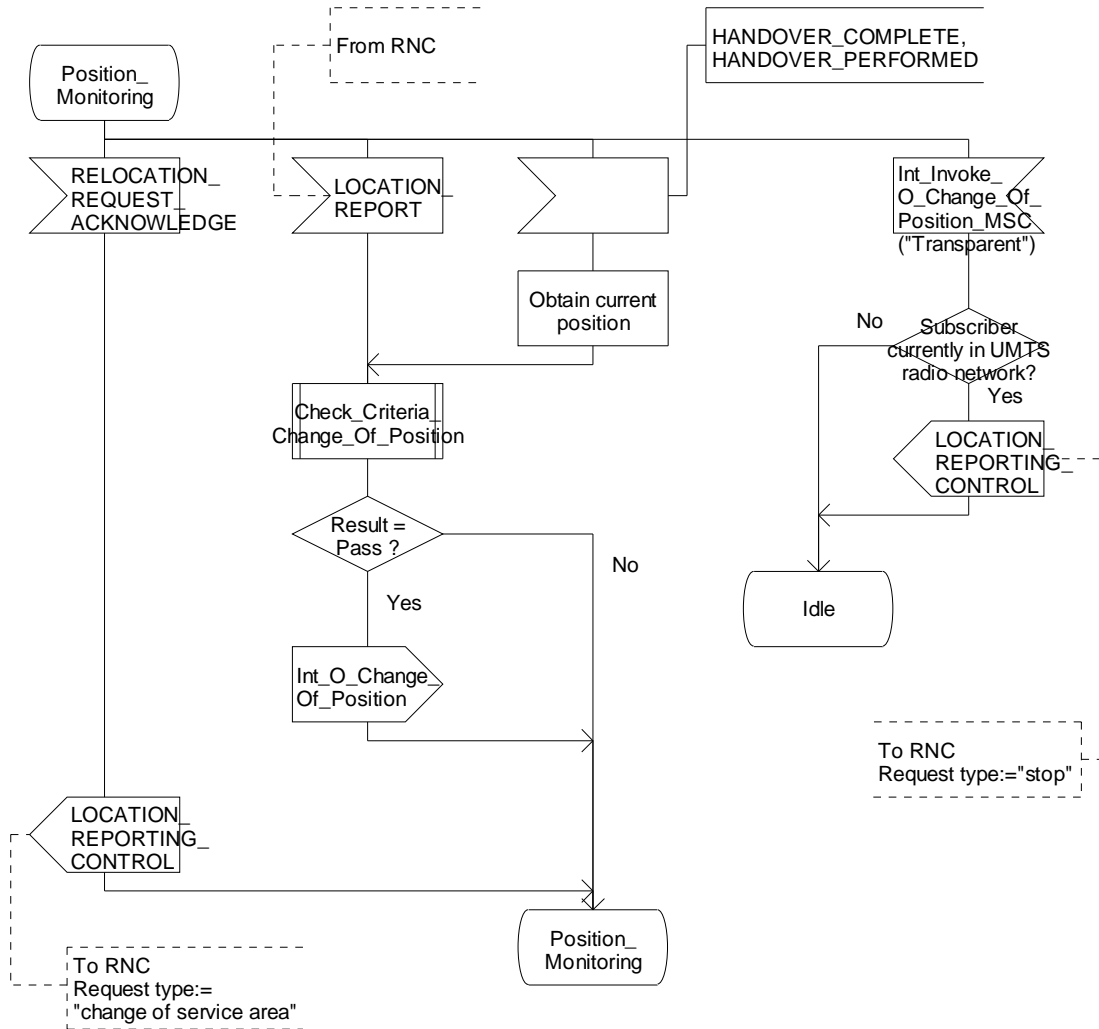 From RNC
HANDOVER_COMPLETE,
HANDOVER_PERFORMED
Position_
Monitoring
RELOCATION_
REQUEST_
ACKNOWLEDGE
LOCATION_
REPORT
Int_Invoke_
O_Change_Of_
Position_MSC
("Transparent")
Obtain current
position
No
Subscriber
currently in UMTS
radio network?
Yes
Check_Criteria_
Change_Of_Position
LOCATION_
REPORTING_
CONTROL
Result =
Pass ?
No
Yes
Idle
Int_O_Change_
Of_Position
To RNC
Request type:="stop"
LOCATION_
REPORTING_
CONTROL
Position_
Monitoring
To RNC
Request type:=
"change of service area"